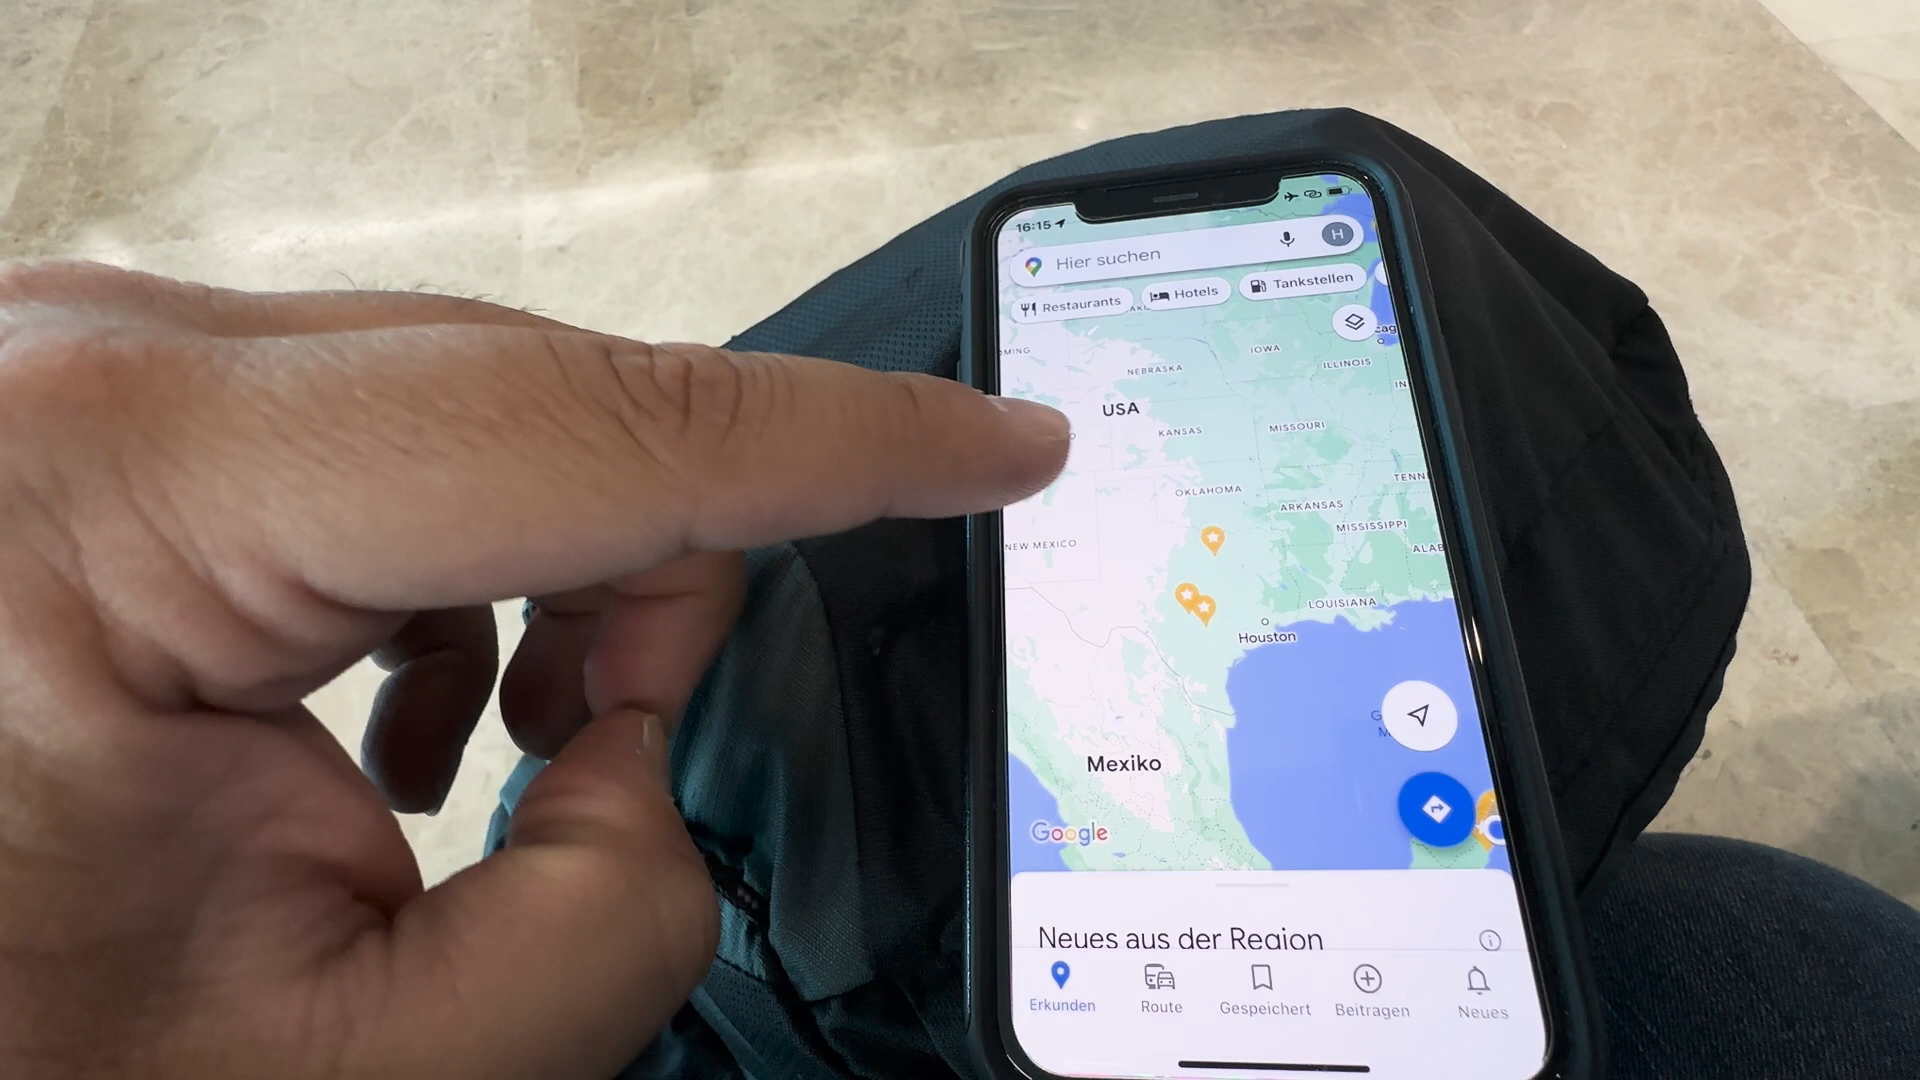 16:15
Hier suchen
H
Restaurants
Hotels
Tankstellen
IOWA
ILLINOIS
NEBRASKA
USA
KANSAS
MISSOURI
OKLAHOMA
ARKANSAS
MISSISSIPPI
NEW MEXICO
LOUISIANA
Houston
Mexiko
Google
Neues aus der Region
Erkunden
Route
Gespeichert
Beitragen
Neues